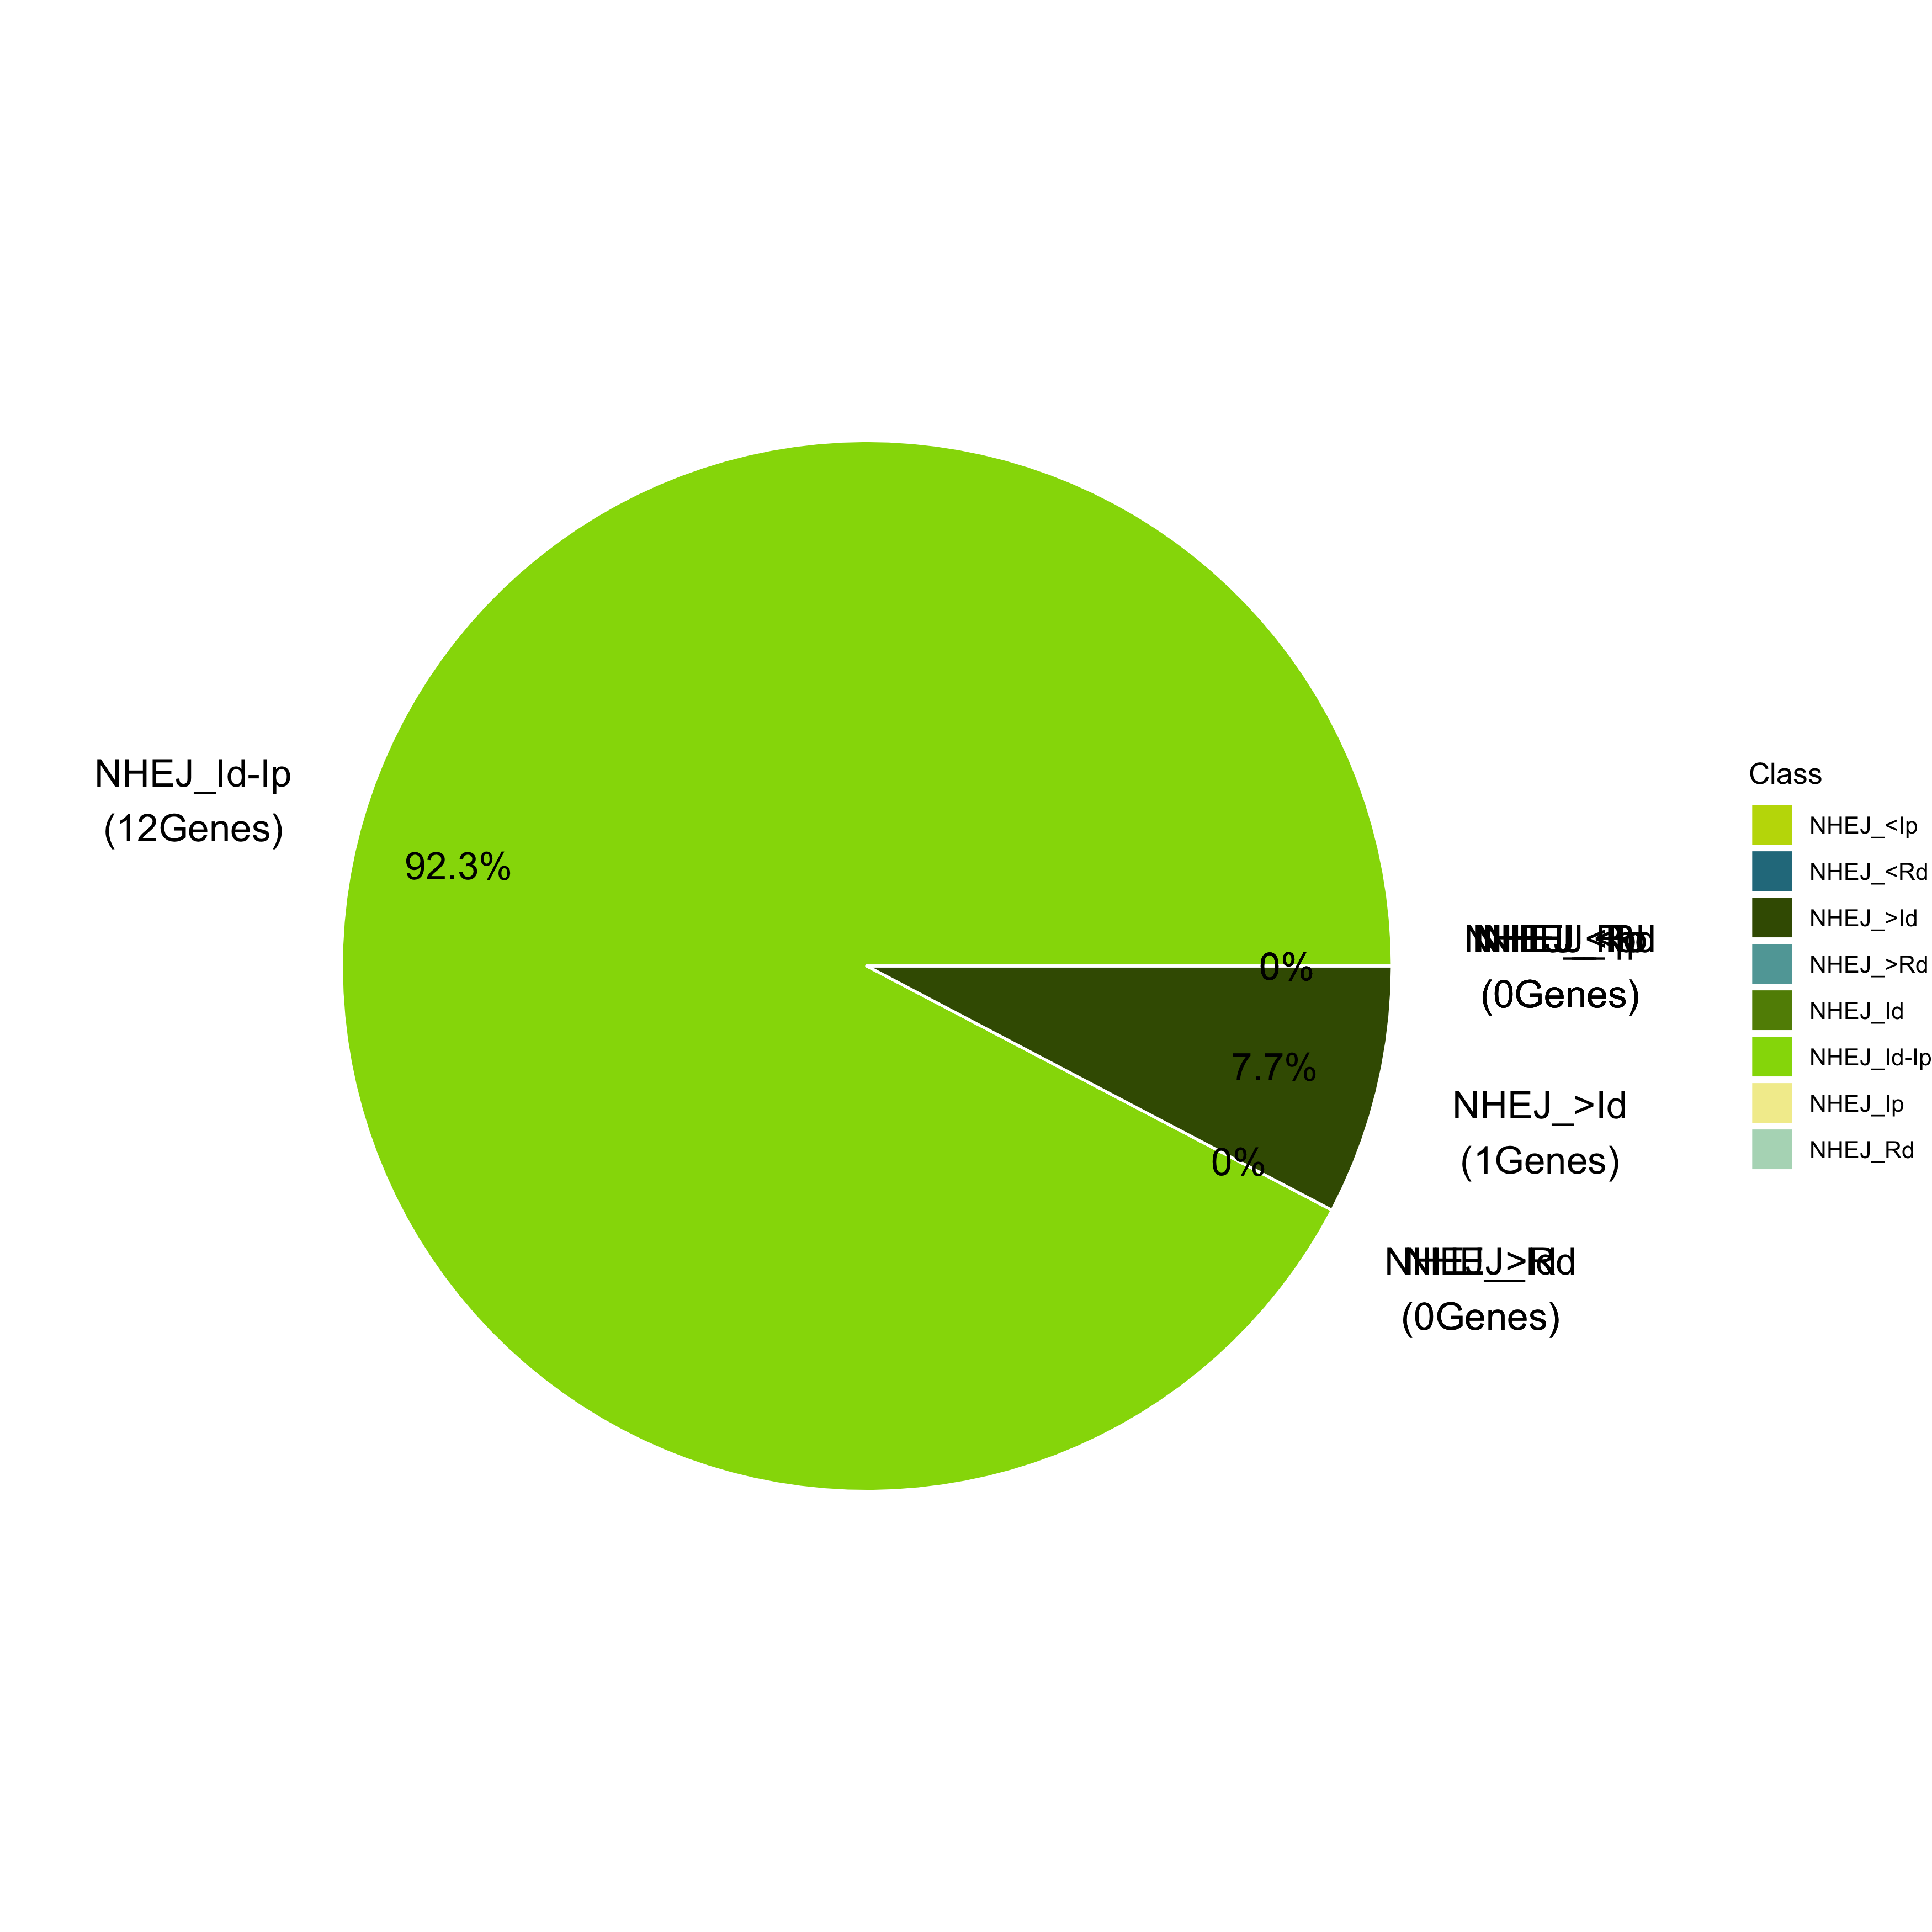 NHEJ_Id-Ip
(12Genes)
92.3%
0%
(0Genes)
7.7%
NHEJ_>Id
(1Genes)
0%
(0Genes)
Class
NHEJ_<Ip
NHEJ_<Rd
NHEJ_>Id
NHEJ_>Rd
NHEJ_Id
NHEJ_Id-Ip
NHEJ_Ip
NHEJ_Rd